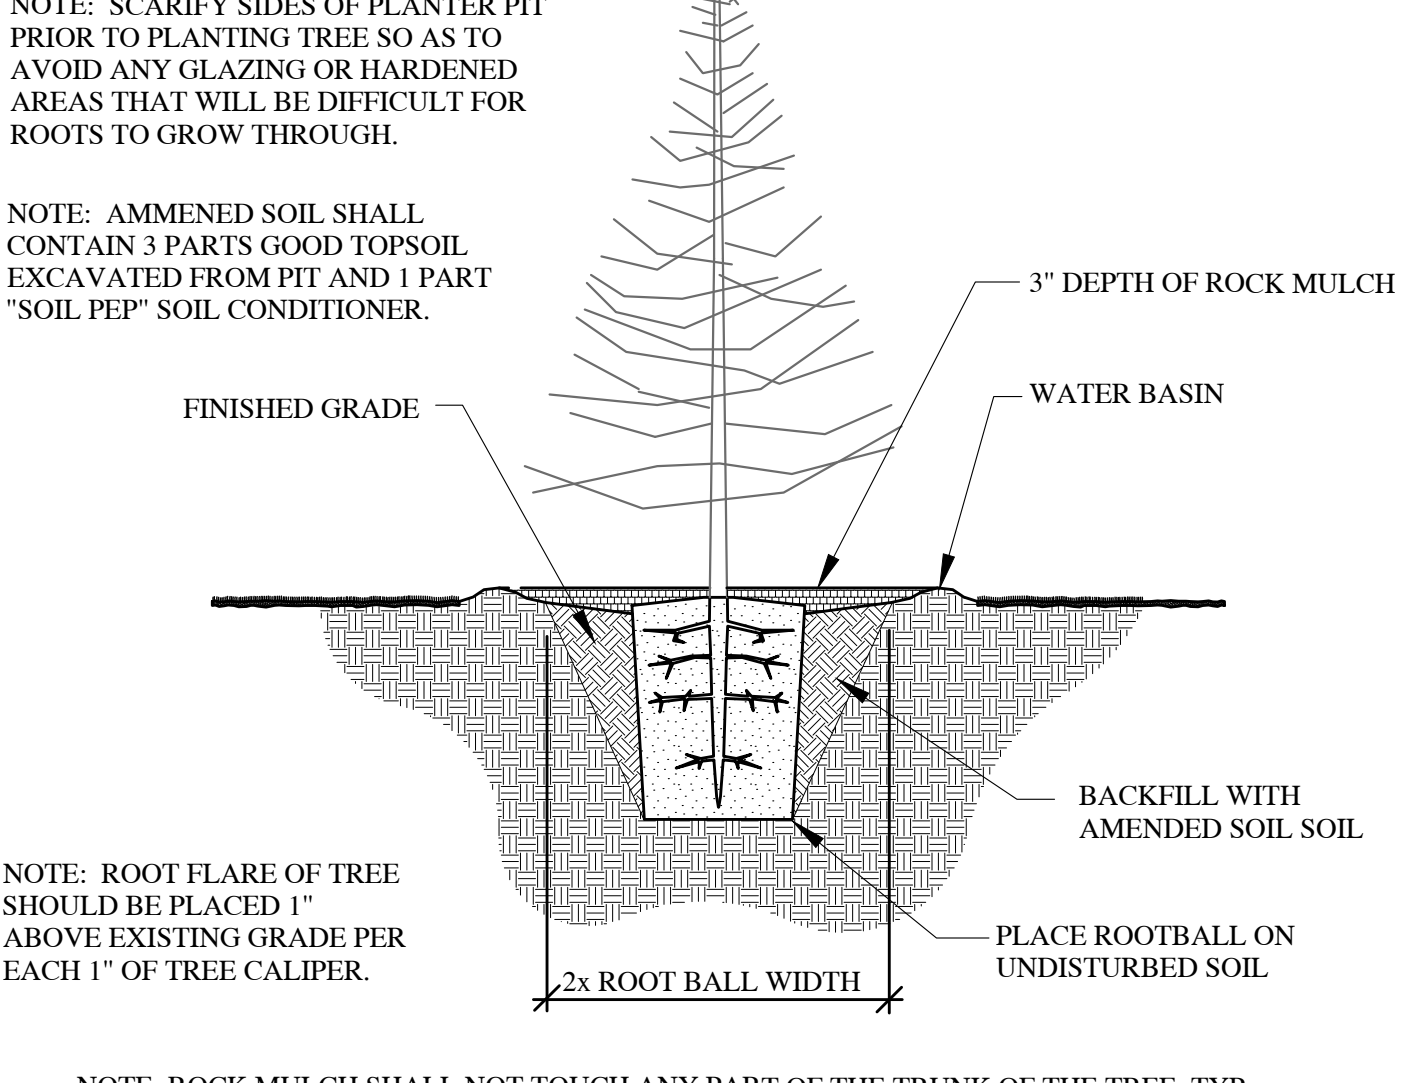 NOTE: SCARIFY SIDES OF PLANTER PIT
PRIOR TO PLANTING TREE SO AS TO
AVOID ANY GLAZING OR HARDENED
AREAS THAT WILL BE DIFFICULT FOR
ROOTS TO GROW THROUGH.
NOTE: AMMENED SOIL SHALL
CONTAIN 3 PARTS GOOD TOPSOIL
EXCAVATED FROM PIT AND 1 PART
"SOIL PEP" SOIL CONDITIONER.
3" DEPTH OF ROCK MULCH
WATER BASIN
FINISHED GRADE
BACKFILL WITH
AMENDED SOIL SOIL
NOTE: ROOT FLARE OF TREE
SHOULD BE PLACED 1"
ABOVE EXISTING GRADE PER
EACH 1" OF TREE CALIPER.
PLACE ROOTBALL ON
UNDISTURBED SOIL
2x ROOT BALL WIDTH
NOTE: ROCK MULCH SHALL NOT TOUCH ANY PART OF THE TRUNK OF THE TREE, TYP.